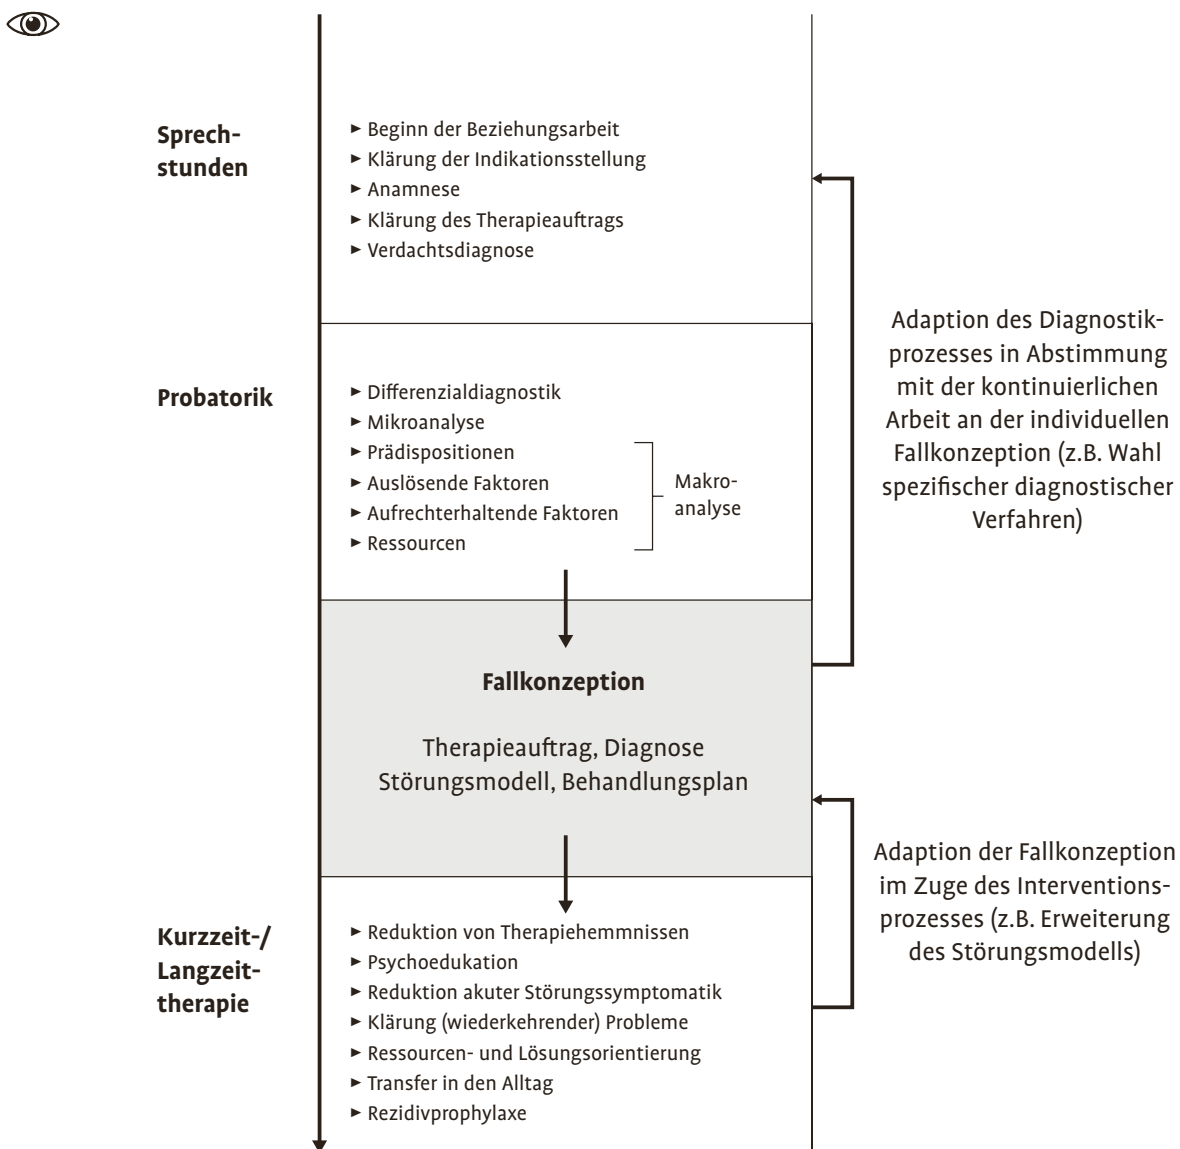 Sprech-
stunden
► Beginn der Beziehungsarbeit
► Klärung der Indikationsstellung
► Anamnese
► Klärung des Therapieauftrags
► Verdachtsdiagnose
Probatorik
► Differenzialdiagnostik
► Mikroanalyse
► Prädispositionen
► Auslösende Faktoren
► Aufrechterhaltende Faktoren
► Ressourcen
Makro-
analyse
Adaption des Diagnostik-
prozesses in Abstimmung
mit der kontinuierlichen
Arbeit an der individuellen
Fallkonzeption (z.B. Wahl
spezifischer diagnostischer
Verfahren)
Fallkonzeption
Therapieauftrag, Diagnose
Störungsmodell, Behandlungsplan
Adaption der Fallkonzeption
im Zuge des Interventions-
prozesses (z.B. Erweiterung
des Störungsmodells)
Kurzzeit-/
Langzeit-
therapie
► Reduktion von Therapiehemmnissen
► Psychoedukation
► Reduktion akuter Störungssymptomatik
► Klärung (wiederkehrender) Probleme
► Ressourcen- und Lösungsorientierung
► Transfer in den Alltag
► Rezidivprophylaxe